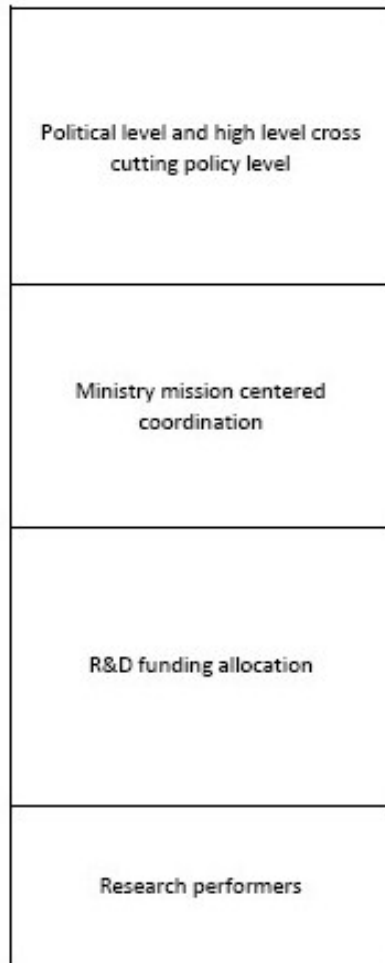 Political level and high level cross
cutting policy level
Ministry mission centered
coordination
R&D funding allocation
Research performers